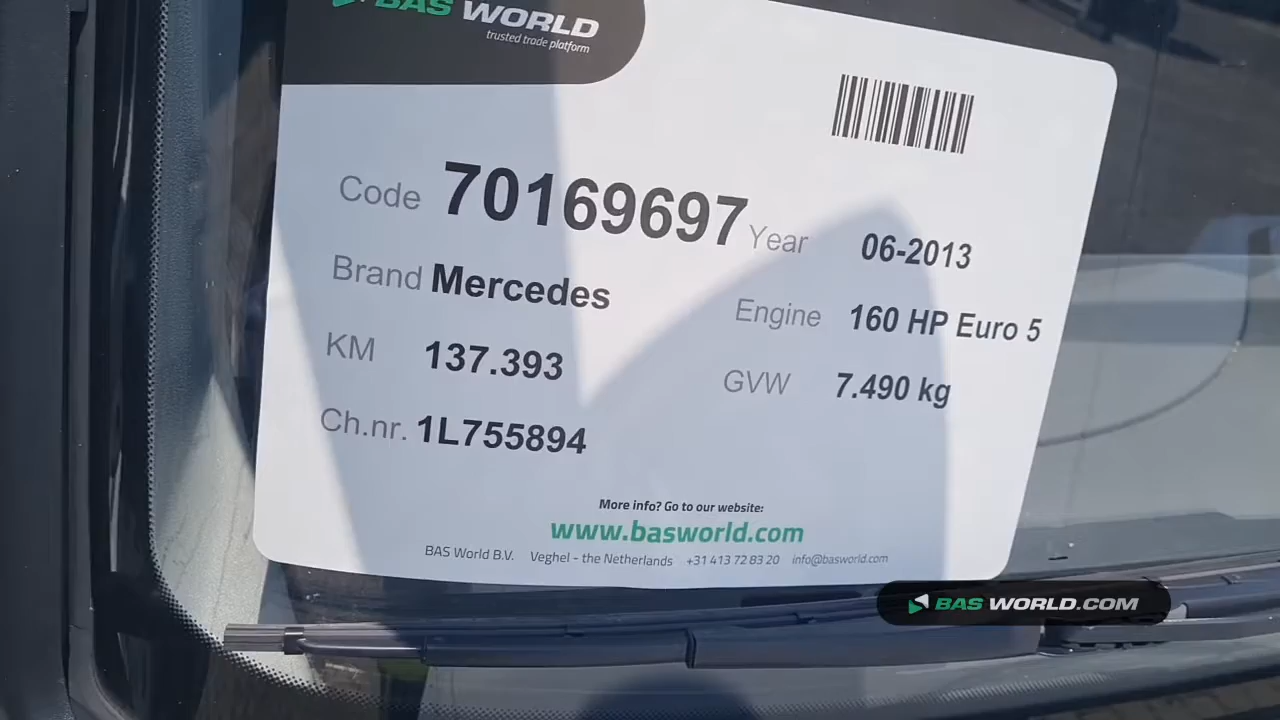 BAS WORLD
trusted trade platform
Code 70169697
Year 06-2013
Brand Mercedes
Engine 160 HP Euro 5
KM 137.393
GVW 7.490 kg
Ch.nr. 1L755894
More info? Go to our website:
www.basworld.com
BAS World B.V. Veghel - the Netherlands +31 413 72 83 20 info@basworld.com
BAS WORLD.COM